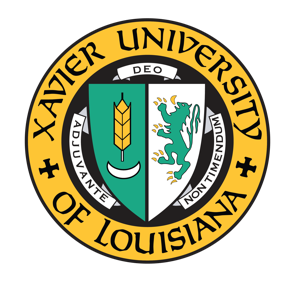 XAVIER UNIVERSITY
DEO
ADJUVANTE
NON TIMENDUM
OF LOUISIANA